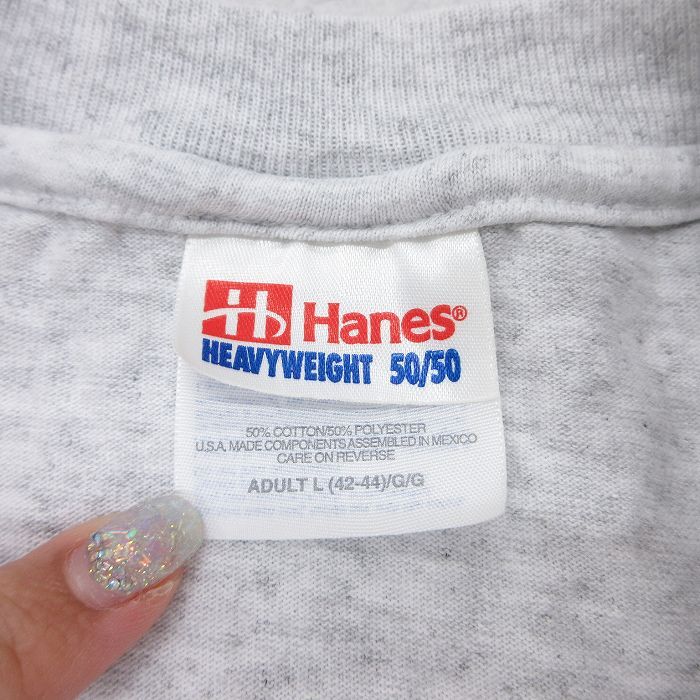 H Hanes®
HEAVYWEIGHT 50/50
50% COTTON/50% POLYESTER
U.S.A. MADE COMPONENTS ASSEMBLED IN MEXICO
CARE ON REVERSE
ADULT L (42-44)/G/G